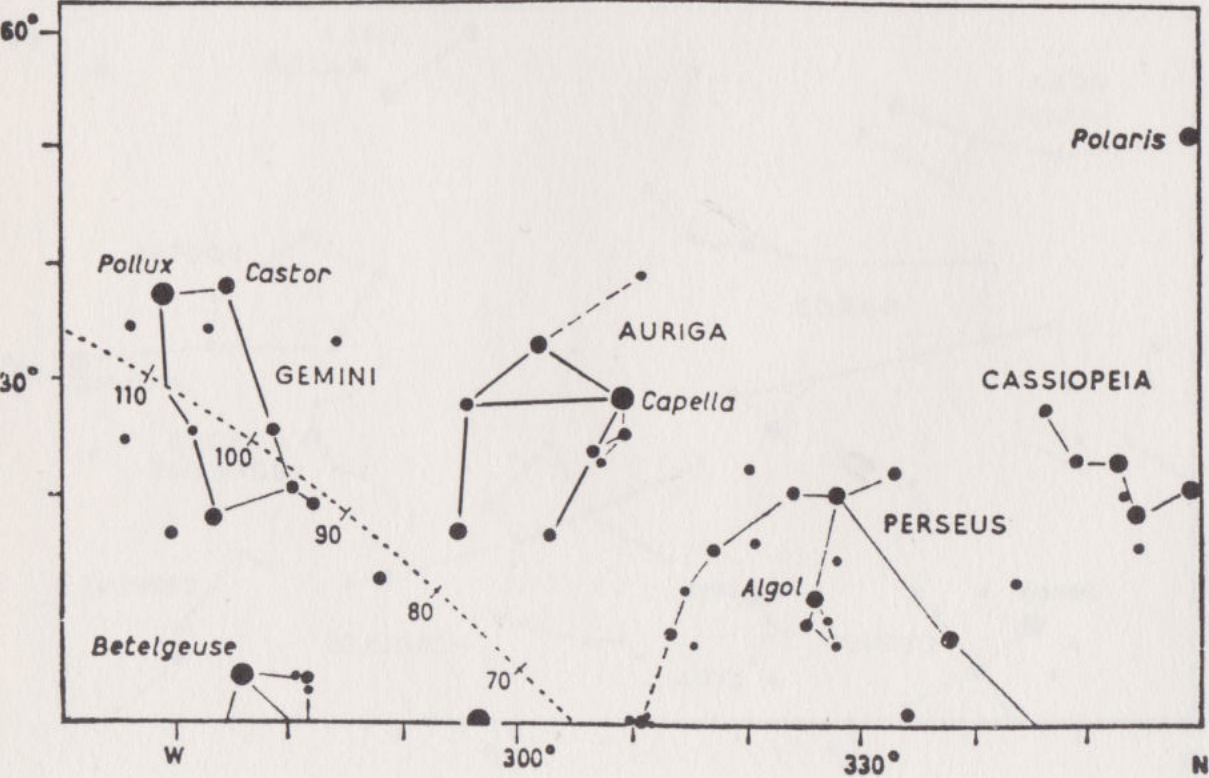 60°
Polaris
Pollux
Castor
AURIGA
GEMINI
30°
110
CASSIOPEIA
Capella
100
90
PERSEUS
Algol
80
Betelgeuse
70
W
300°
330°
N